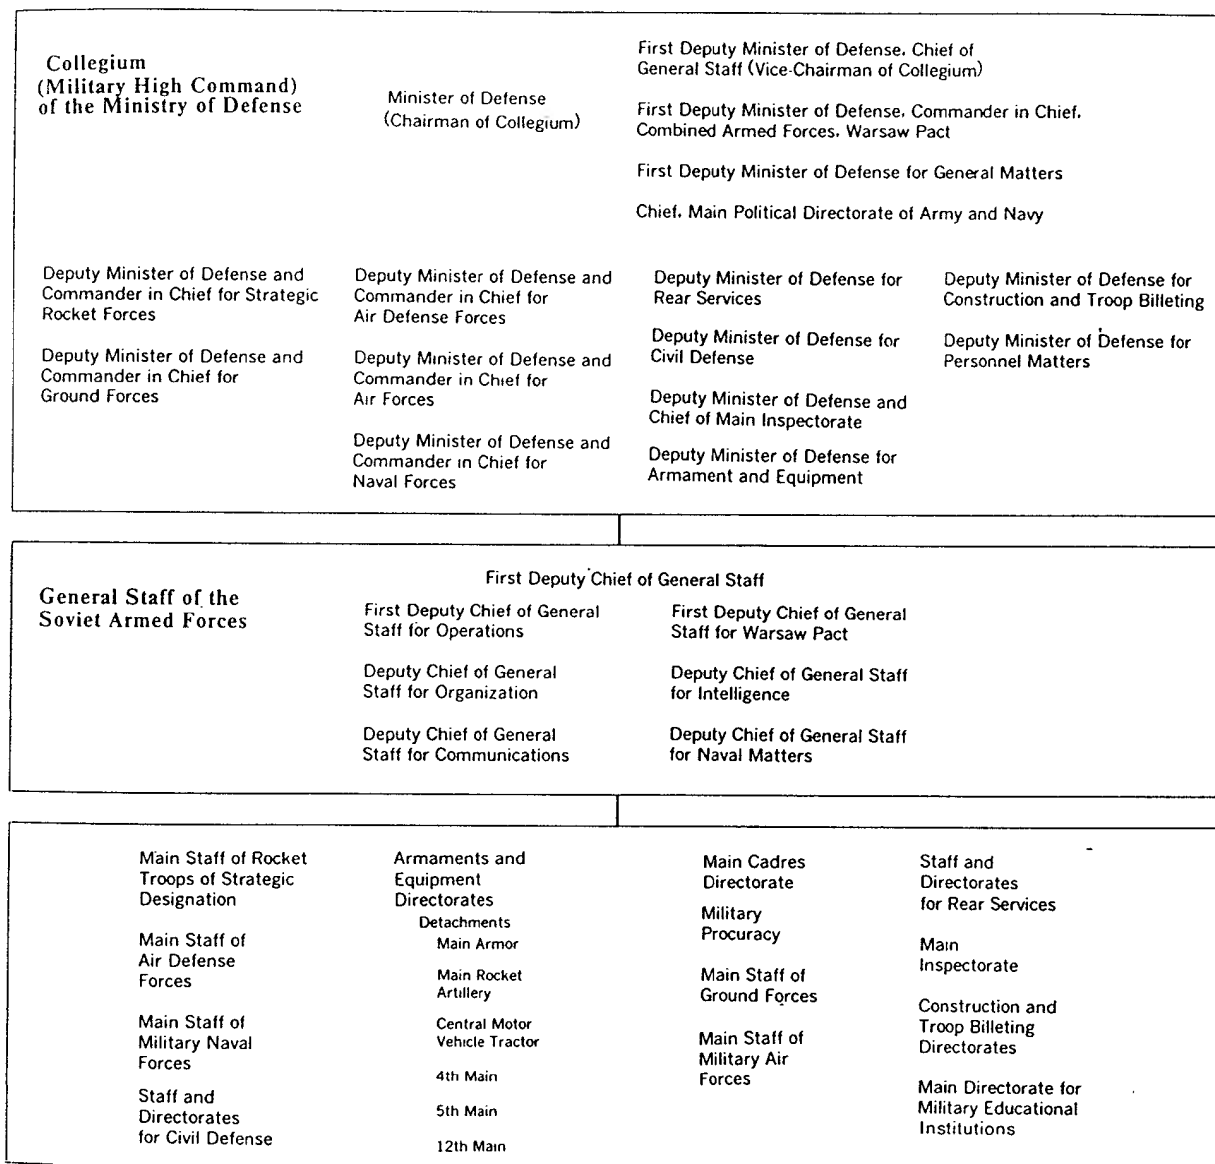 Collegium
(Military High Command)
of the Ministry of Defense
Minister of Defense
(Chairman of Collegium)
First Deputy Minister of Defense, Chief of
General Staff (Vice-Chairman of Collegium)
First Deputy Minister of Defense, Commander in Chief,
Combined Armed Forces, Warsaw Pact
First Deputy Minister of Defense for General Matters
Chief, Main Political Directorate of Army and Navy
Deputy Minister of Defense and
Commander in Chief for Strategic
Rocket Forces
Deputy Minister of Defense and
Commander in Chief for
Ground Forces
Deputy Minister of Defense and
Commander in Chief for
Air Defense Forces
Deputy Minister of Defense and
Commander in Chief for
Air Forces
Deputy Minister of Defense and
Commander in Chief for
Naval Forces
Deputy Minister of Defense for
Rear Services
Deputy Minister of Defense for
Civil Defense
Deputy Minister of Defense and
Chief of Main Inspectorate
Deputy Minister of Defense for
Armament and Equipment
Deputy Minister of Defense for
Construction and Troop Billeting
Deputy Minister of Defense for
Personnel Matters
General Staff of the
Soviet Armed Forces
First Deputy Chief of General Staff
First Deputy Chief of General
Staff for Operations
Deputy Chief of General
Staff for Organization
Deputy Chief of General
Staff for Communications
First Deputy Chief of General
Staff for Warsaw Pact
Deputy Chief of General Staff
for Intelligence
Deputy Chief of General Staff
for Naval Matters
Main Staff of Rocket
Troops of Strategic
Designation
Main Staff of
Air Defense
Forces
Main Staff of
Military Naval
Forces
Staff and
Directorates
for Civil Defense
Armaments and
Equipment
Directorates
Detachments
Main Armor
Main Rocket
Artillery
Central Motor
Vehicle Tractor
4th Main
5th Main
12th Main
Main Cadres
Directorate
Military
Procuracy
Main Staff of
Ground Forces
Main Staff of
Military Air
Forces
Staff and
Directorates
for Rear Services
Main
Inspectorate
Construction and
Troop Billeting
Directorates
Main Directorate for
Military Educational
Institutions